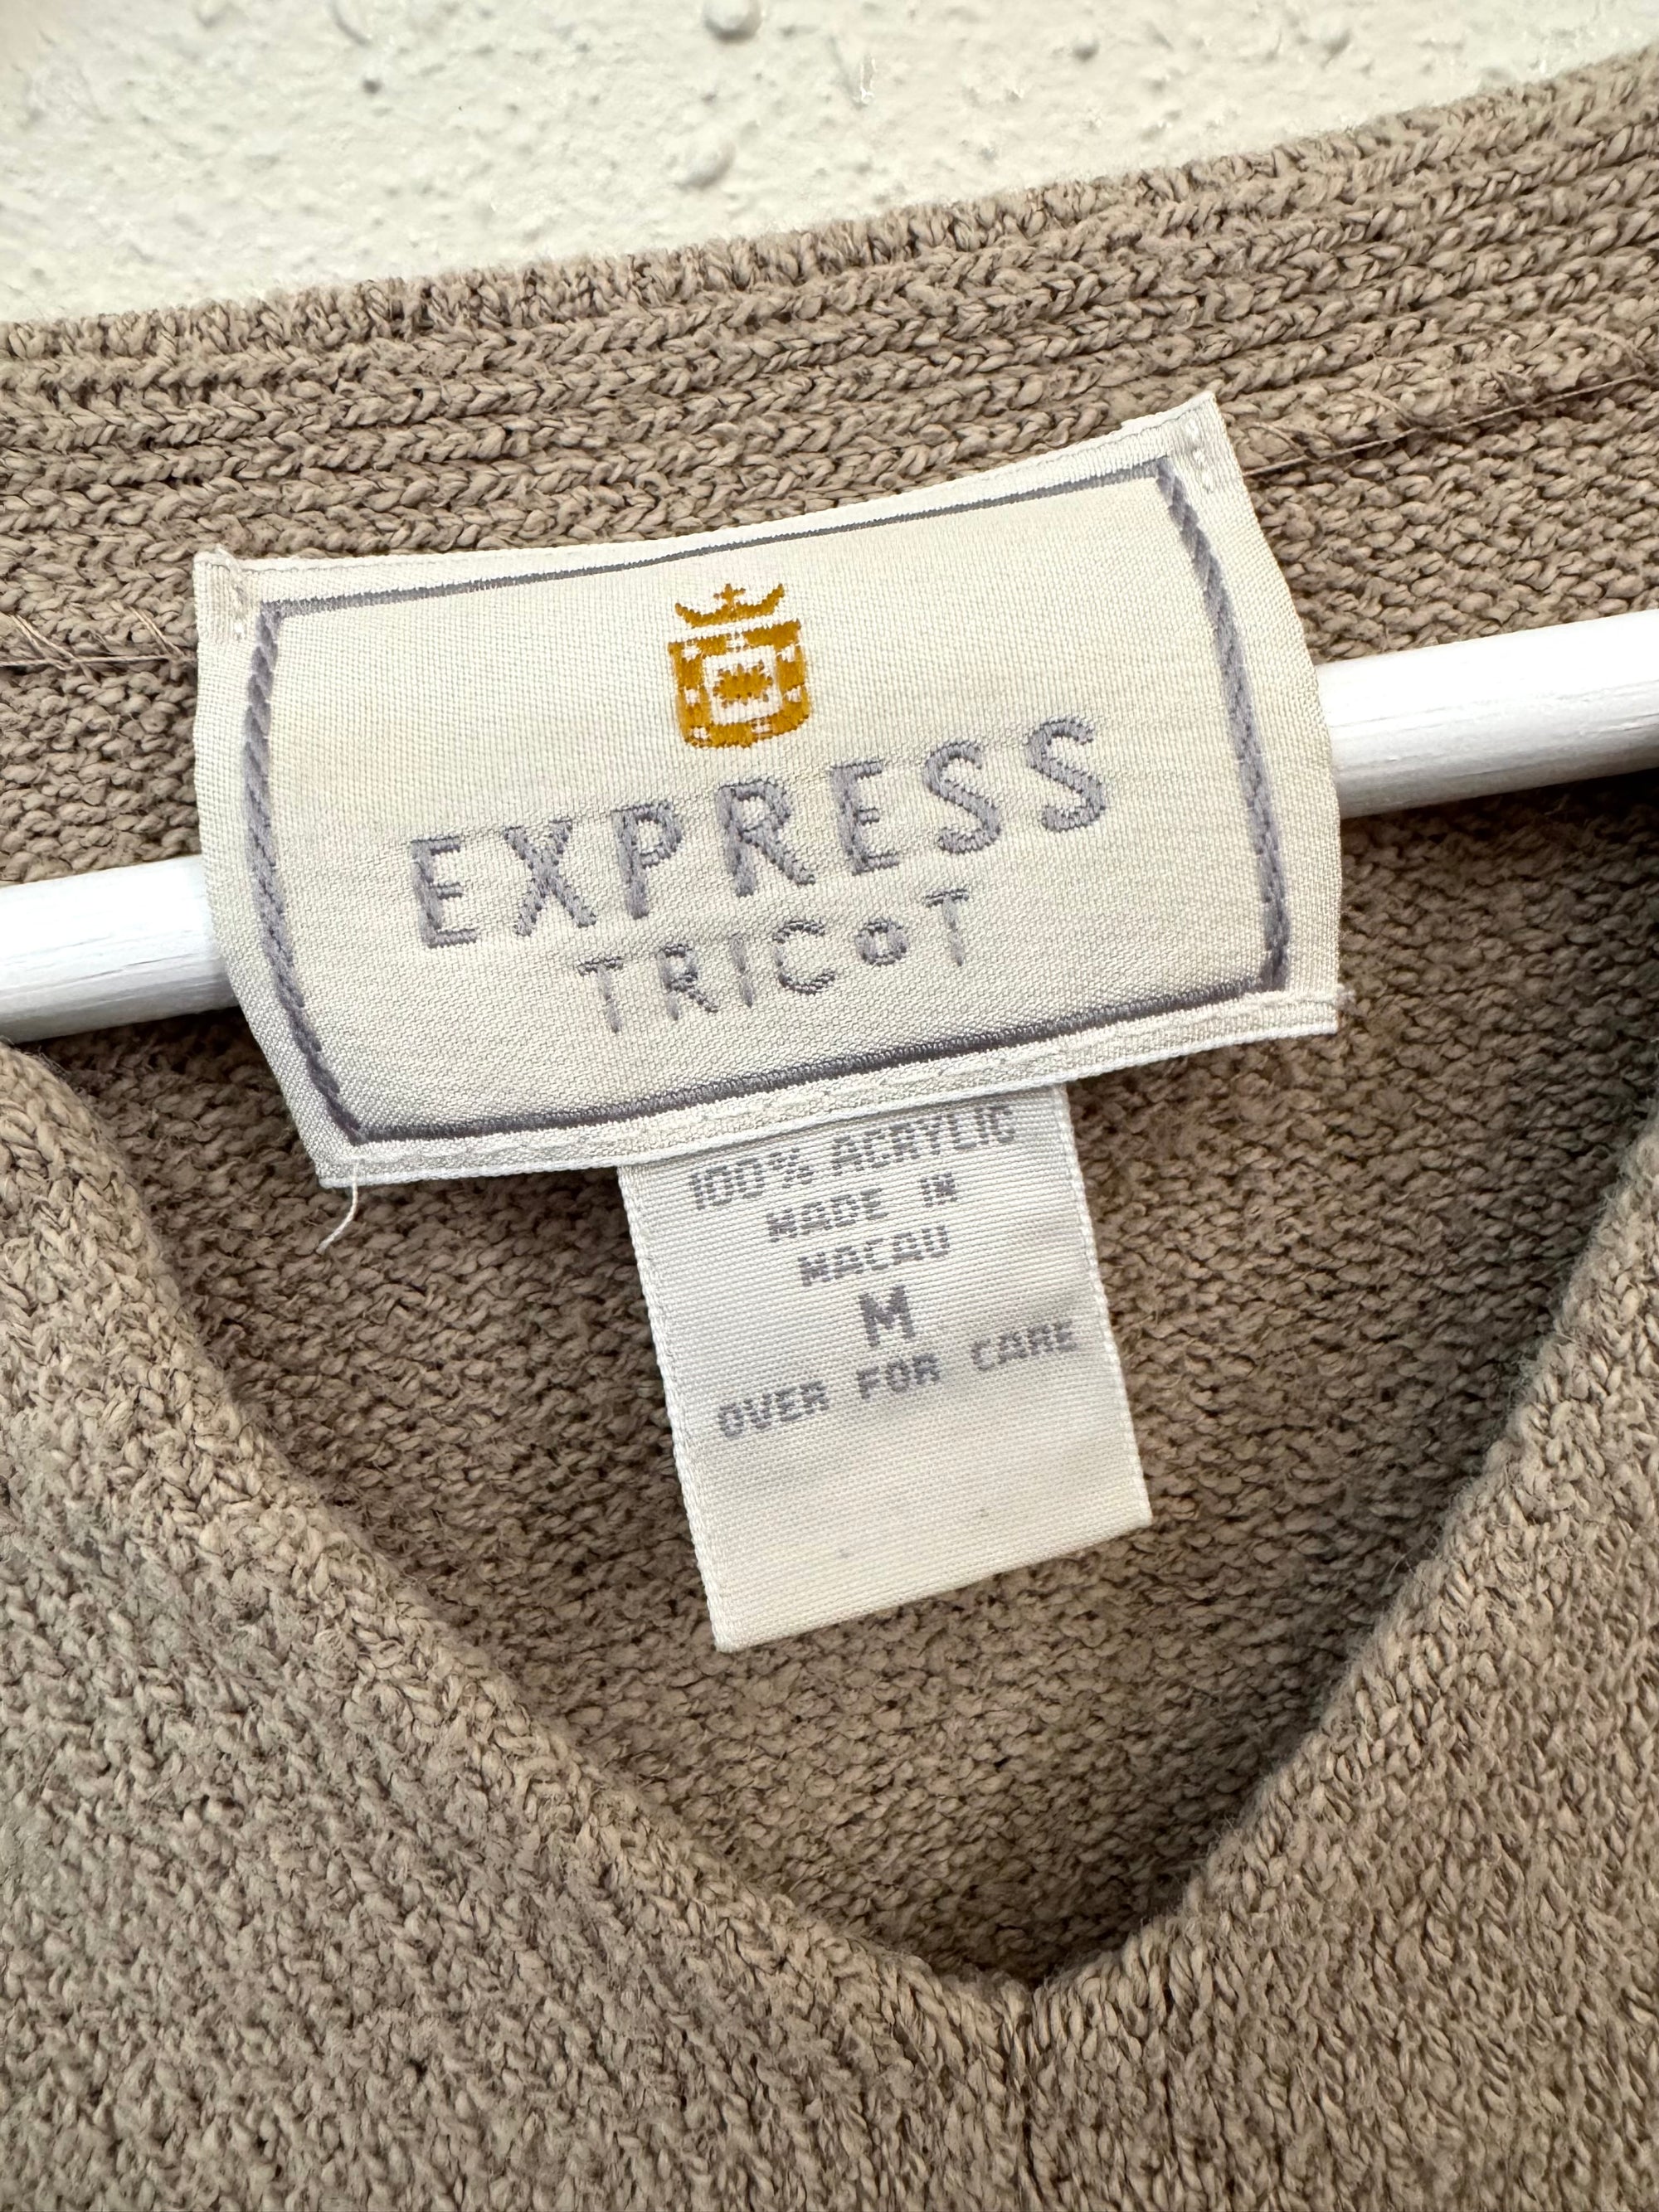 EXPRESS
TRICOT
100% ACRYLIC
MADE IN
MACAU
M
OVER FOR CARE